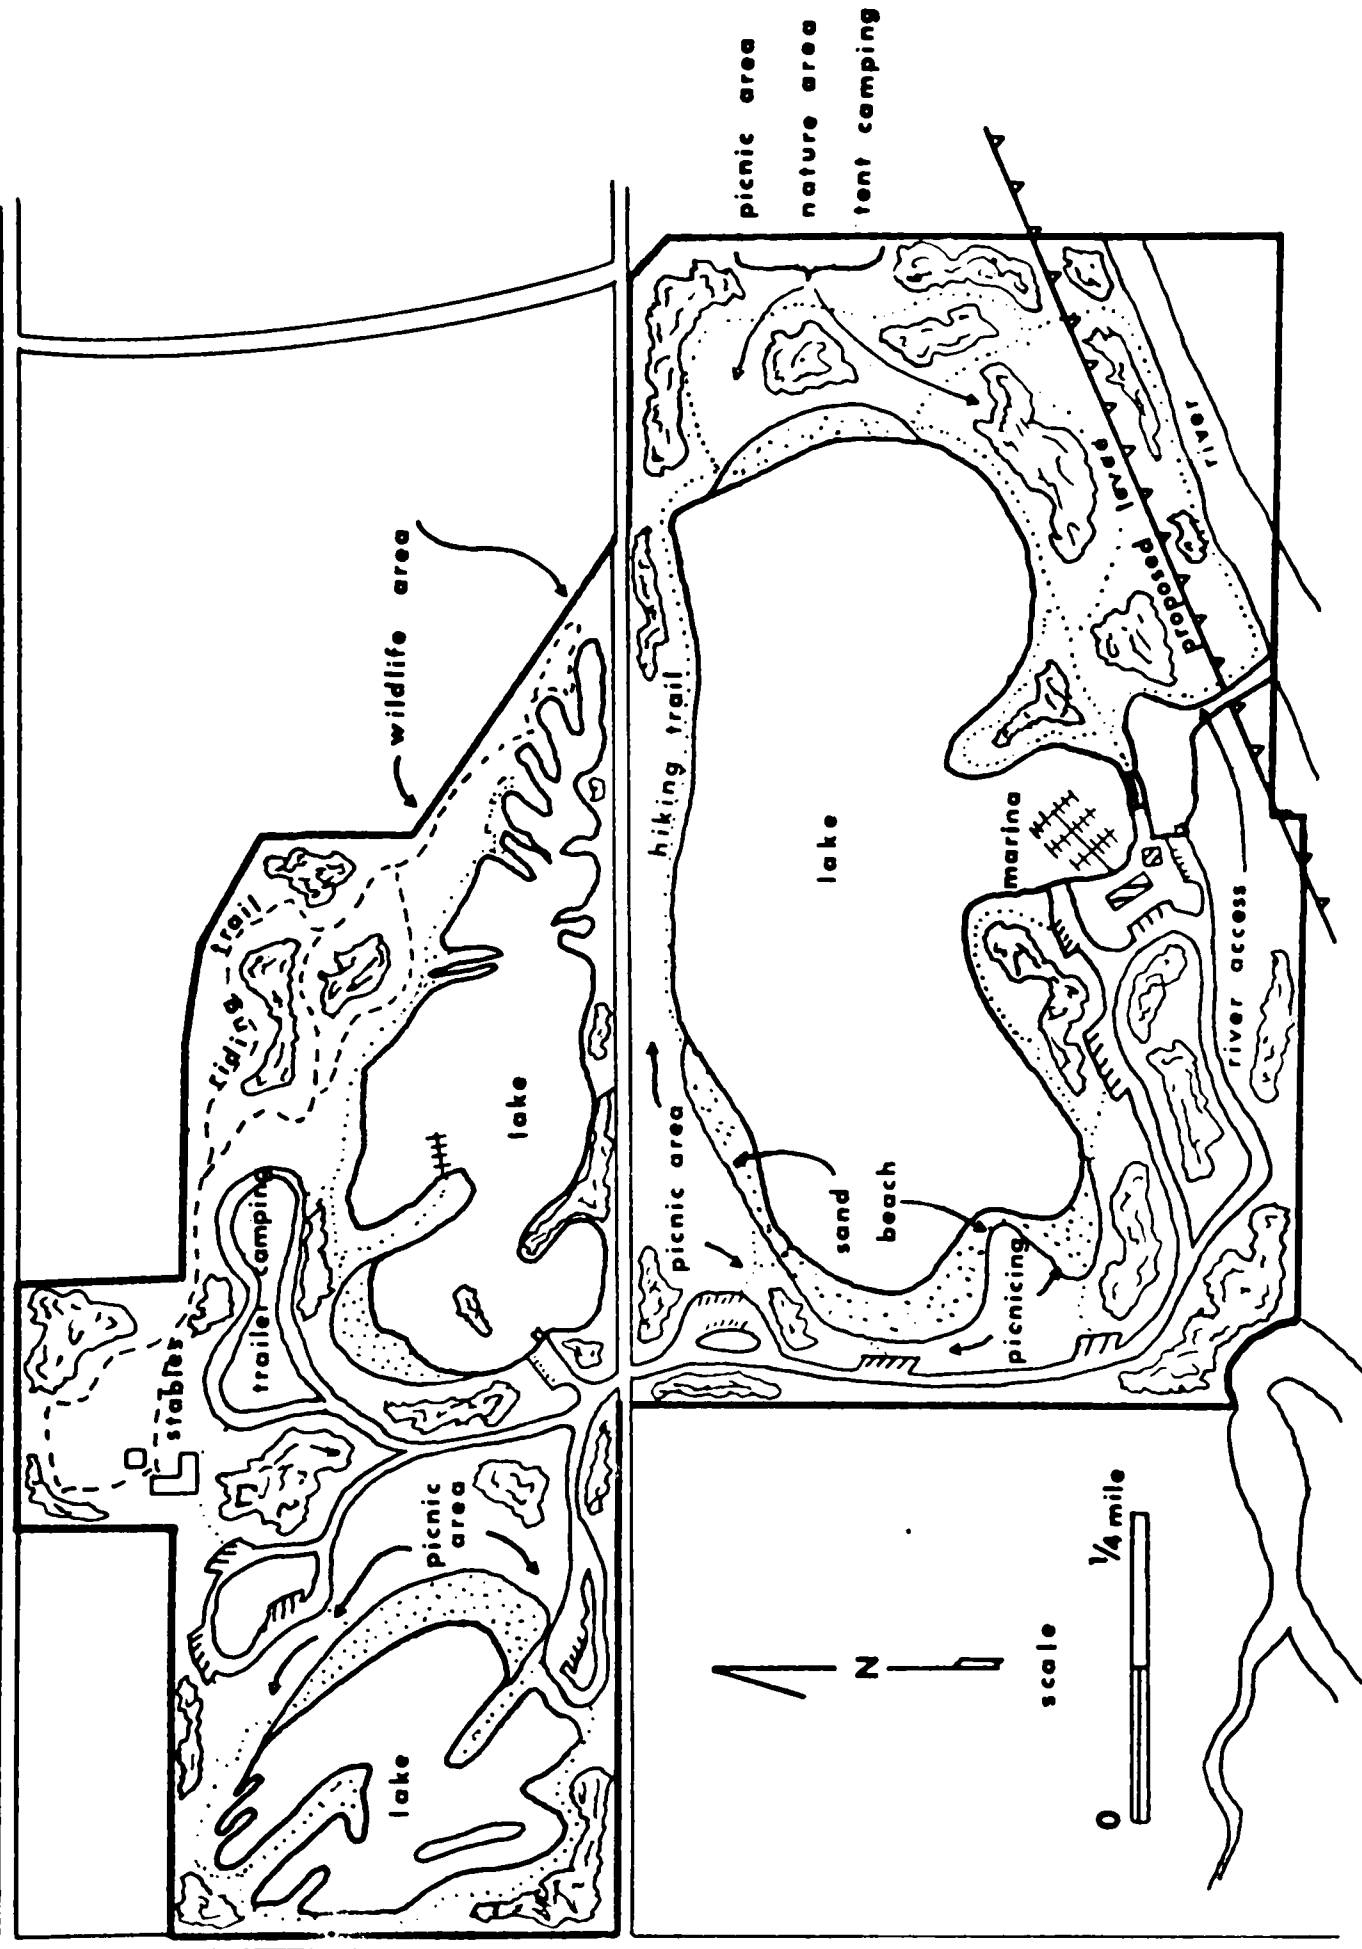 picnic area
nature area
tent camping
wildlife area
riding trail
trailer camping
stables
lake
picnic
area
lake
hiking trail
picnic area
lake
sand
beach
picnicing
marina
river access
proposed levee
river
N
scale
0
1/4 mile